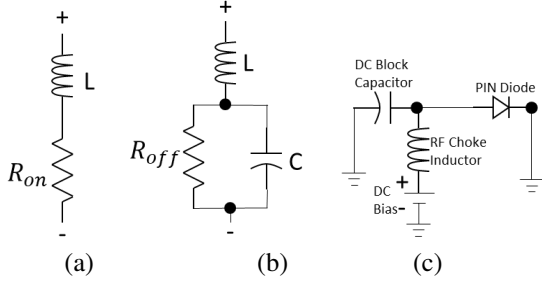 +
L
R_on
-
(a)
+
L
R_off
C
-
(b)
DC Block
Capacitor
PIN Diode
RF Choke
Inductor
+
DC
Bias-
(c)